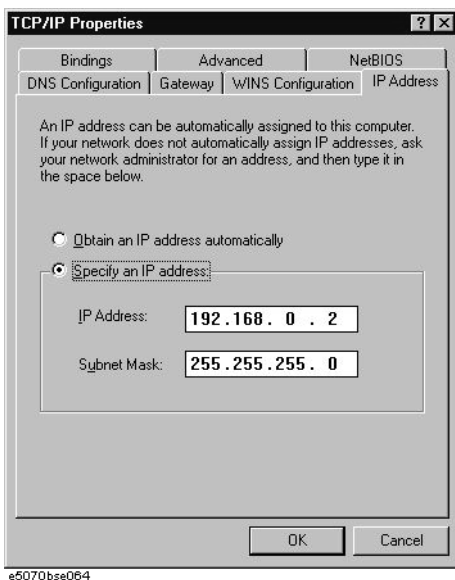 TCP/IP Properties
? ×
Bindings Advanced NetBIOS
DNS Configuration Gateway WINS Configuration IP Address
An IP address can be automatically assigned to this computer.
If your network does not automatically assign IP addresses, ask
your network administrator for an address, and then type it in
the space below.
Obtain an IP address automatically
Specify an IP address:
IP Address: 192.168. 0 . 2
Subnet Mask: 255.255.255. 0
OK Cancel
e5070bse064